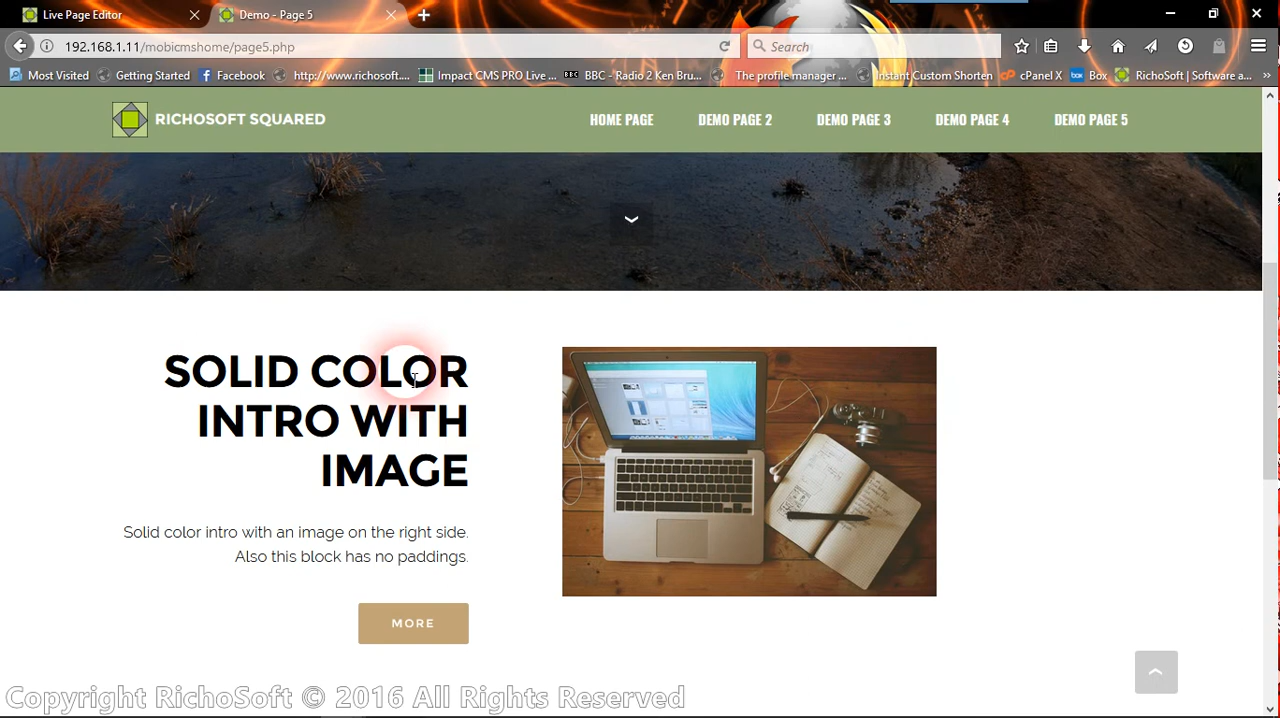 Live Page Editor
Demo - Page 5
192.168.1.11/mobicmshome/page5.php
Search
Most Visited
Getting Started
Facebook
http://www.richosoft....
Impact CMS PRO Live ...
BBC - Radio 2 Ken Bru...
The profile manager ...
Instant Custom Shorten
cPanel X
Box
RichoSoft | Software a...
RICHOSOFT SQUARED
HOME PAGE
DEMO PAGE 2
DEMO PAGE 3
DEMO PAGE 4
DEMO PAGE 5
SOLID COLOR
INTRO WITH
IMAGE
Solid color intro with an image on the right side.
Also this block has no paddings.
MORE
Copyright RichoSoft © 2016 All Rights Reserved